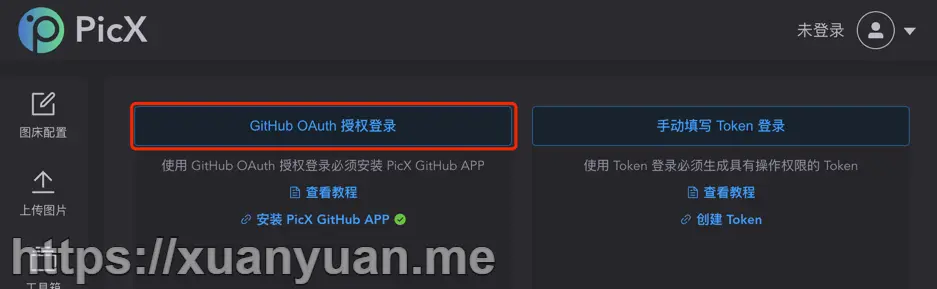 PicX
未登录
GitHub OAuth 授权登录
手动填写 Token 登录
图床配置
使用 GitHub OAuth 授权登录必须安装 PicX GitHub APP
使用 Token 登录必须生成具有操作权限的 Token
查看教程
查看教程
上传图片
安装 PicX GitHub APP
创建 Token
https://xuanyuan.me
工具箱